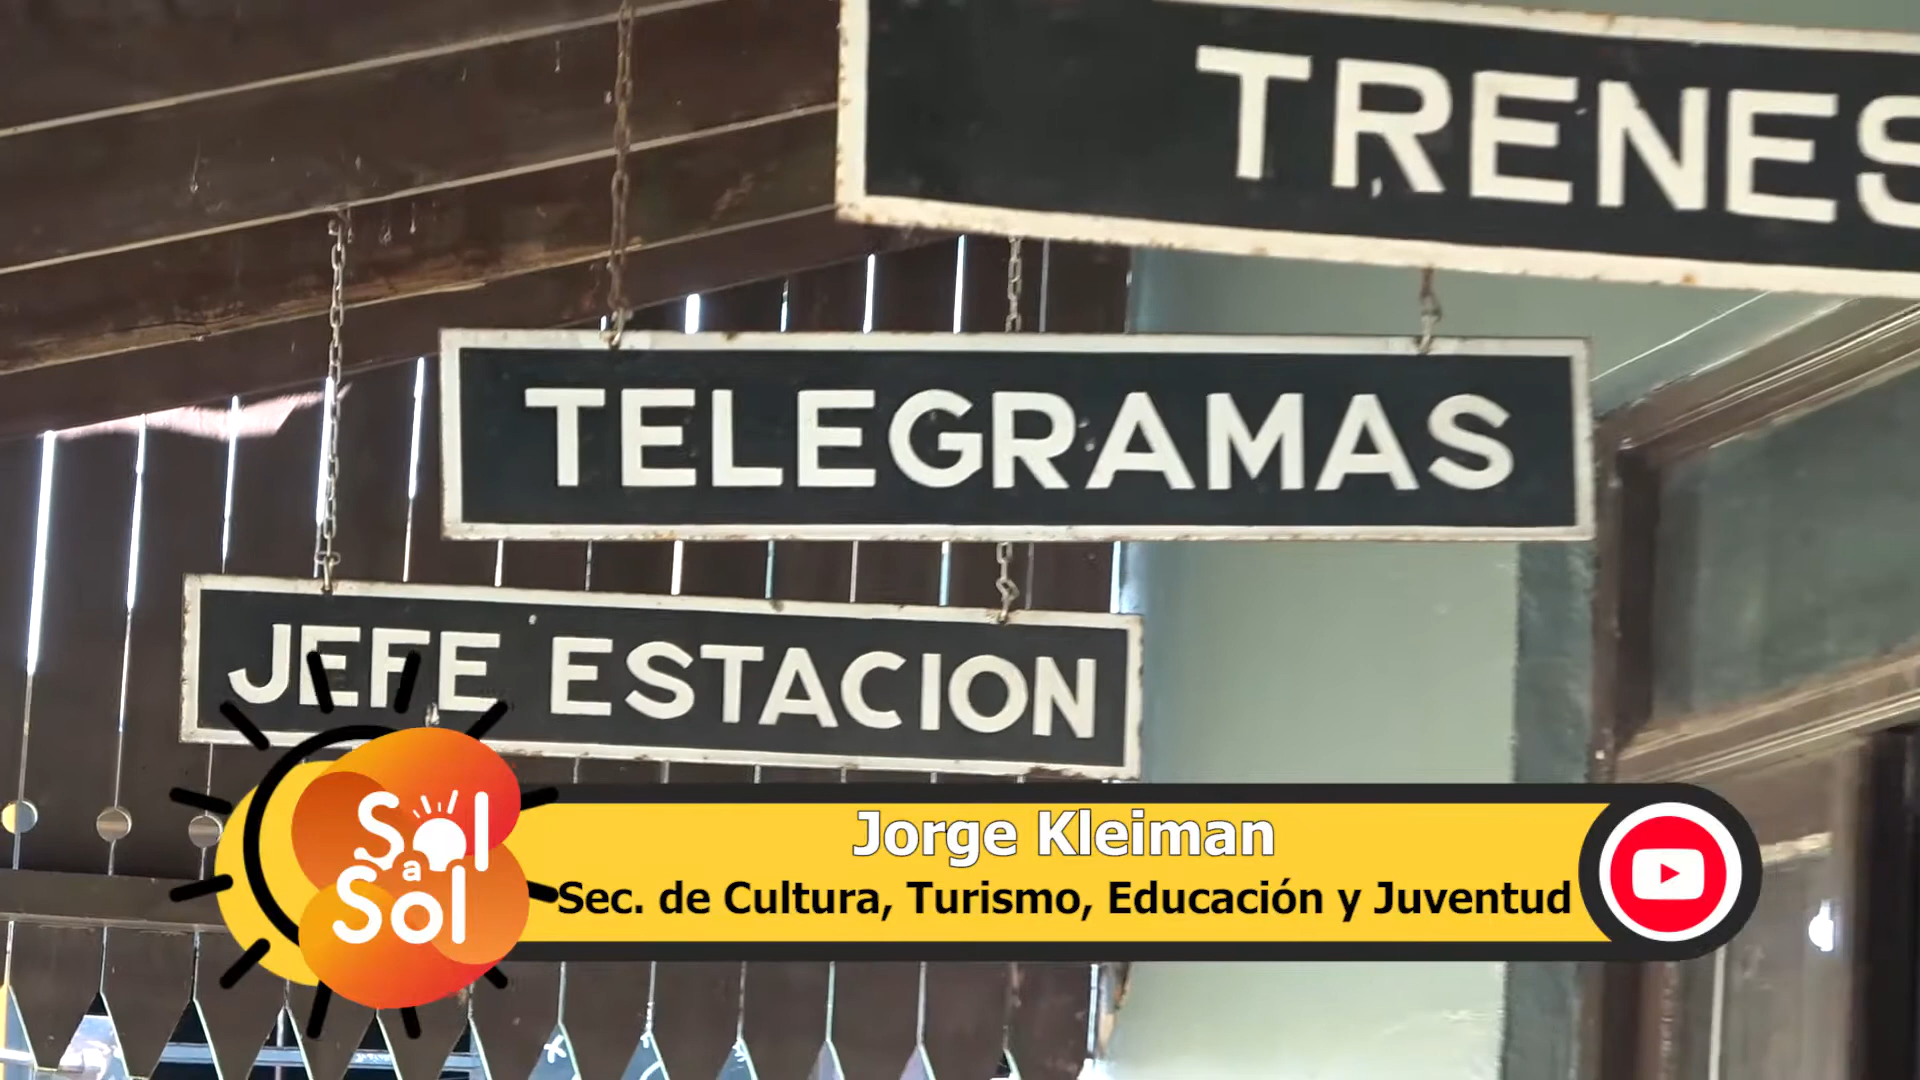 TRENES
TELEGRAMAS
JEFE ESTACION
Sol
a
Sol
Jorge Kleiman
Sec. de Cultura, Turismo, Educación y Juventud